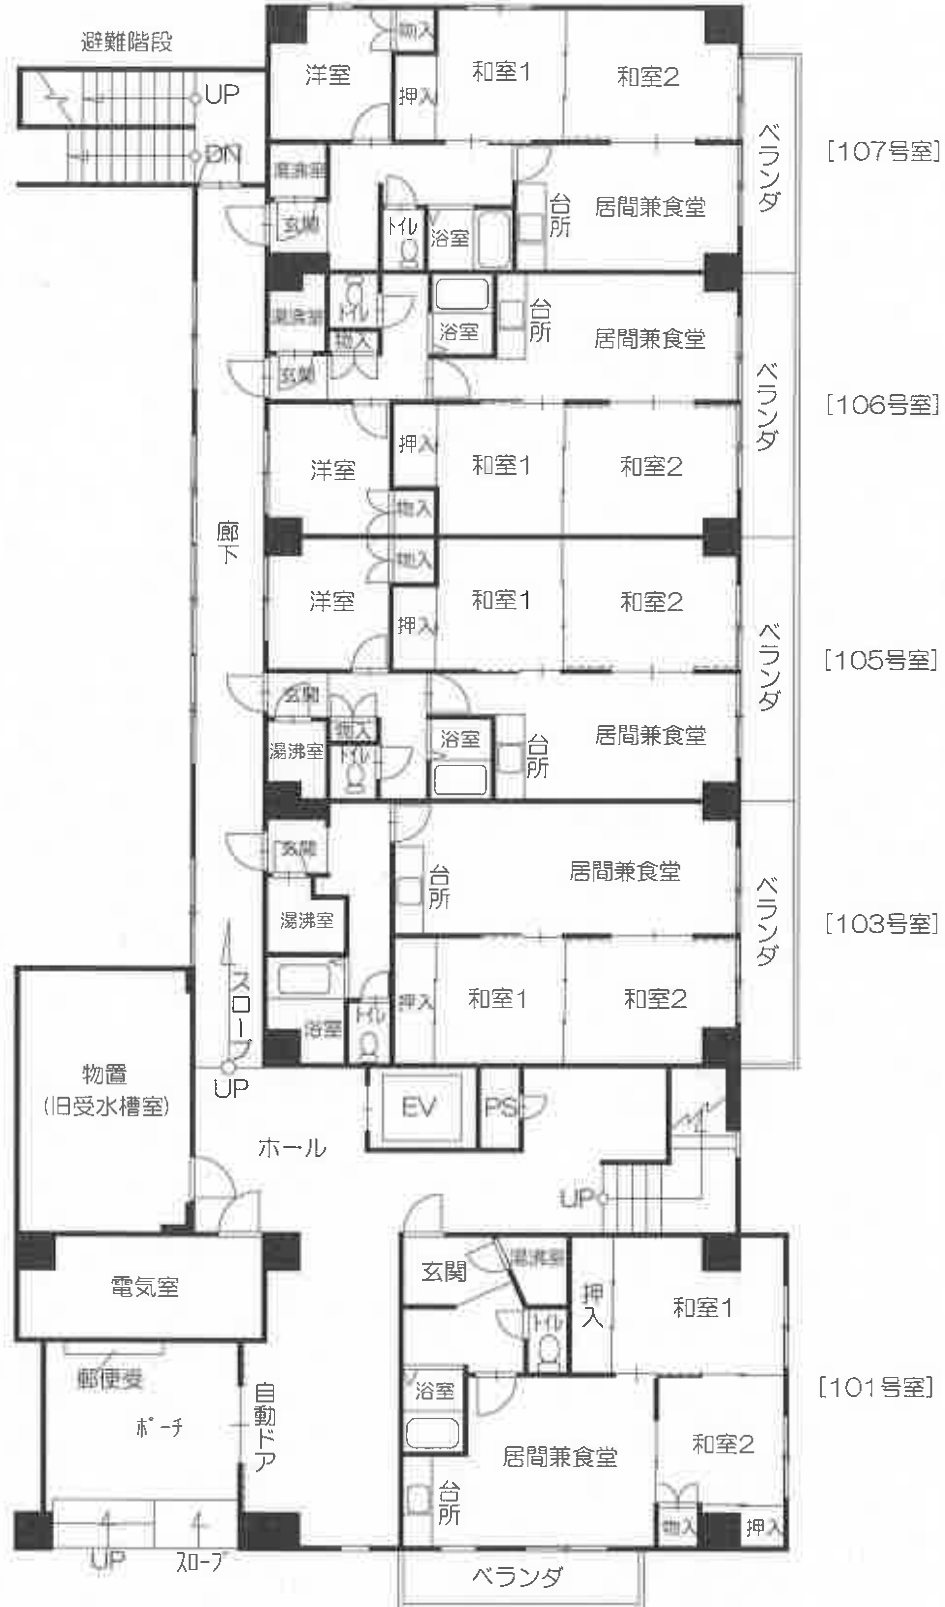 避難階段
UP
DN
洋室
物入
押入
和室1
和室2
ベランダ
[107号室]
湯沸室
玄関
トイレ
浴室
台所
居間兼食堂
湯沸室
トイレ
物入
玄関
浴室
台所
居間兼食堂
ベランダ
[106号室]
洋室
押入
物入
和室1
和室2
廊下
洋室
物入
押入
和室1
和室2
ベランダ
[105号室]
玄関
湯沸室
物入
トイレ
浴室
台所
居間兼食堂
玄関
湯沸室
台所
居間兼食堂
ベランダ
[103号室]
浴室
トイレ
押入
和室1
和室2
スロープ
UP
物置
(旧受水槽室)
EV
PS
ホール
UP
電気室
玄関
湯沸室
トイレ
押入
和室1
[101号室]
郵便受
ポーチ
自動ドア
浴室
居間兼食堂
台所
和室2
物入
押入
UP
スロープ
ベランダ